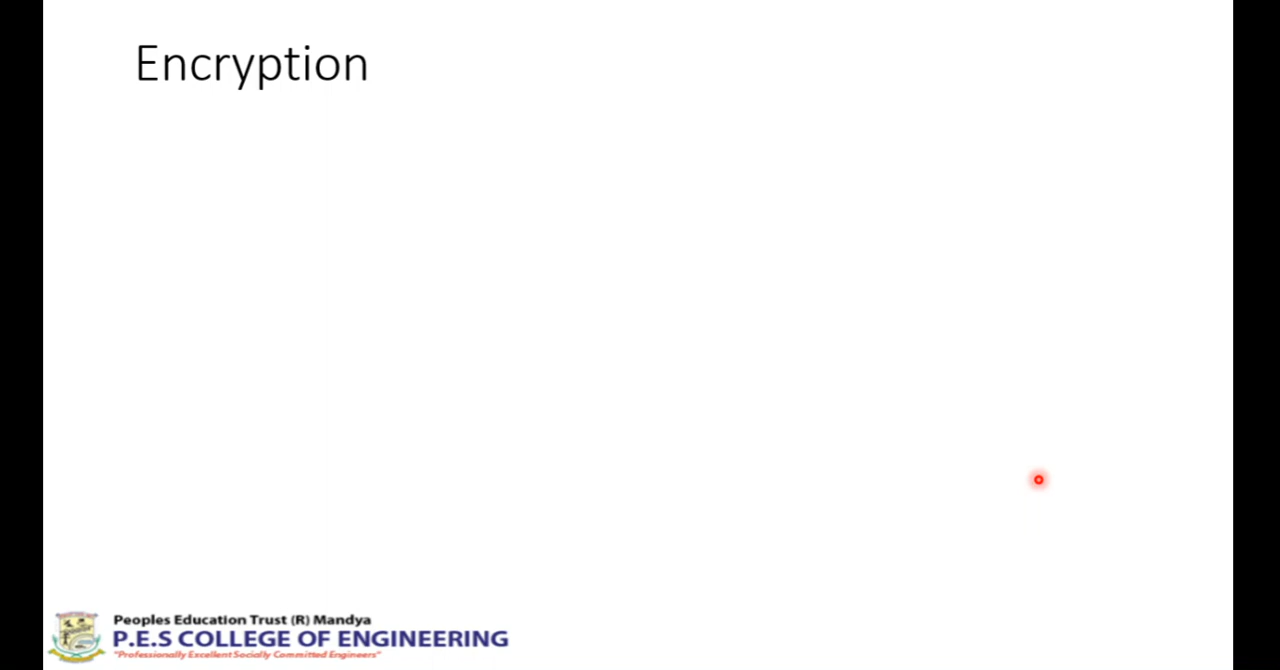 Encryption
Peoples Education Trust (R) Mandya
P.E.S COLLEGE OF ENGINEERING
"Professionally Excellent Socially Committed Engineers"